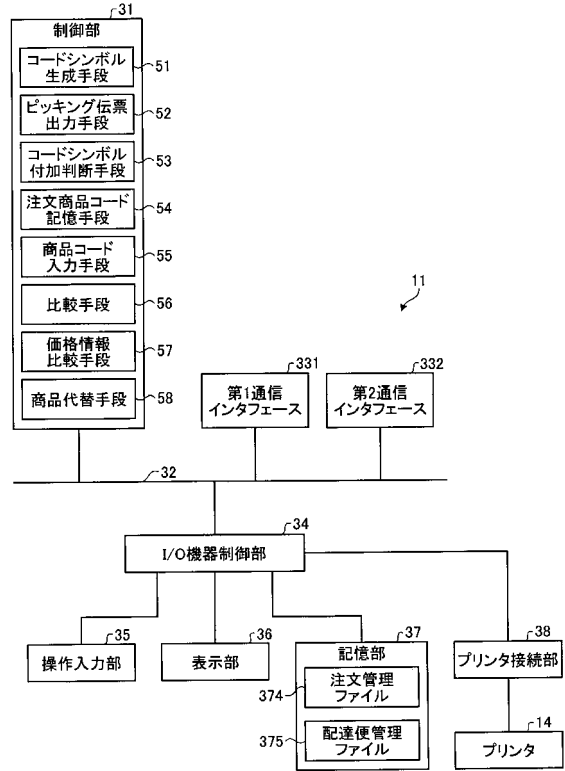 31
制御部
コードシンボル
生成手段
51
ピッキング伝票
出力手段
52
コードシンボル
付加判断手段
53
注文商品コード
記憶手段
54
商品コード
入力手段
55
比較手段
56
価格情報
比較手段
57
商品代替手段
58
11
331
第1通信
インタフェース
332
第2通信
インタフェース
32
34
I/O機器制御部
35
操作入力部
36
表示部
37
記憶部
374
注文管理
ファイル
375
配達便管理
ファイル
38
プリンタ接続部
14
プリンタ